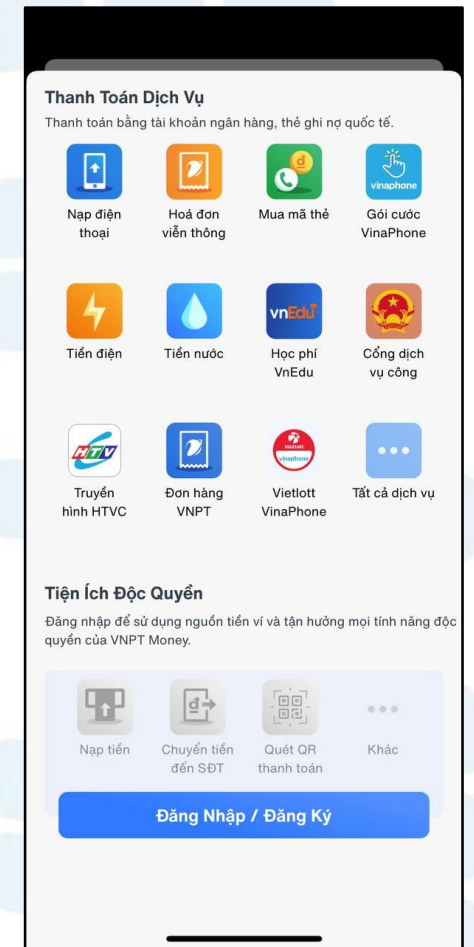 Thanh Toán Dịch Vụ
Thanh toán bằng tài khoản ngân hàng, thẻ ghi nợ quốc tế.
vinaphone
Nạp điện
thoại
Hoá đơn
viễn thông
Mua mã thẻ
Gói cước
VinaPhone
vnEdu
Tiền điện
Tiền nước
Học phí
VnEdu
Cổng dịch
vụ công
HTV
Vietlott
vinaphone
Truyền
hình HTVC
Đơn hàng
VNPT
Vietlott
VinaPhone
Tất cả dịch vụ
Tiện Ích Độc Quyền
Đăng nhập để sử dụng nguồn tiền ví và tận hưởng mọi tính năng độc
quyền của VNPT Money.
Nạp tiền
Chuyển tiền
đến SĐT
Quét QR
thanh toán
Khác
Đăng Nhập / Đăng Ký